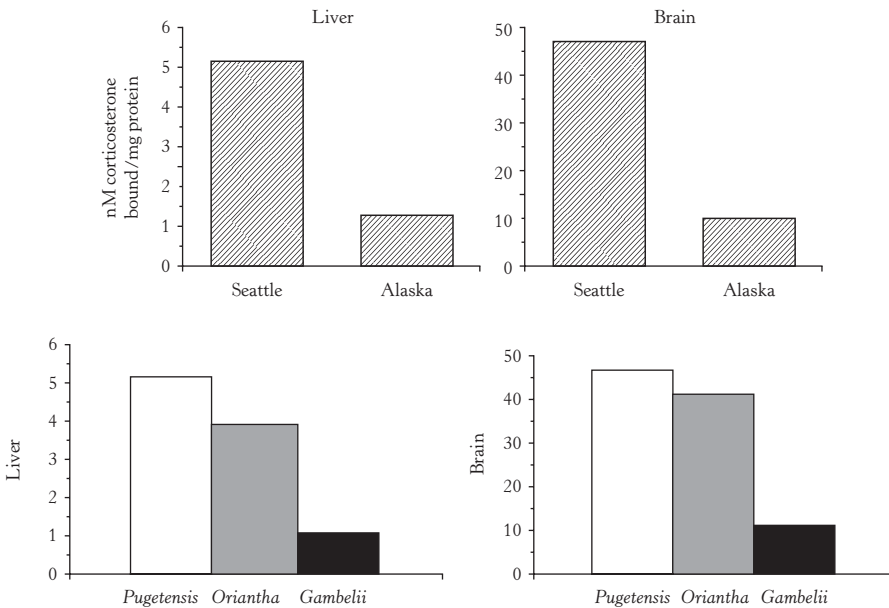 Liver
Brain
nM corticosterone
bound/mg protein
6
5
4
3
2
1
0
Seattle Alaska
50
40
30
20
10
0
Seattle Alaska
Liver
6
5
4
3
2
1
0
Pugetensis Oriantha Gambelii
Brain
50
40
30
20
10
0
Pugetensis Oriantha Gambelii